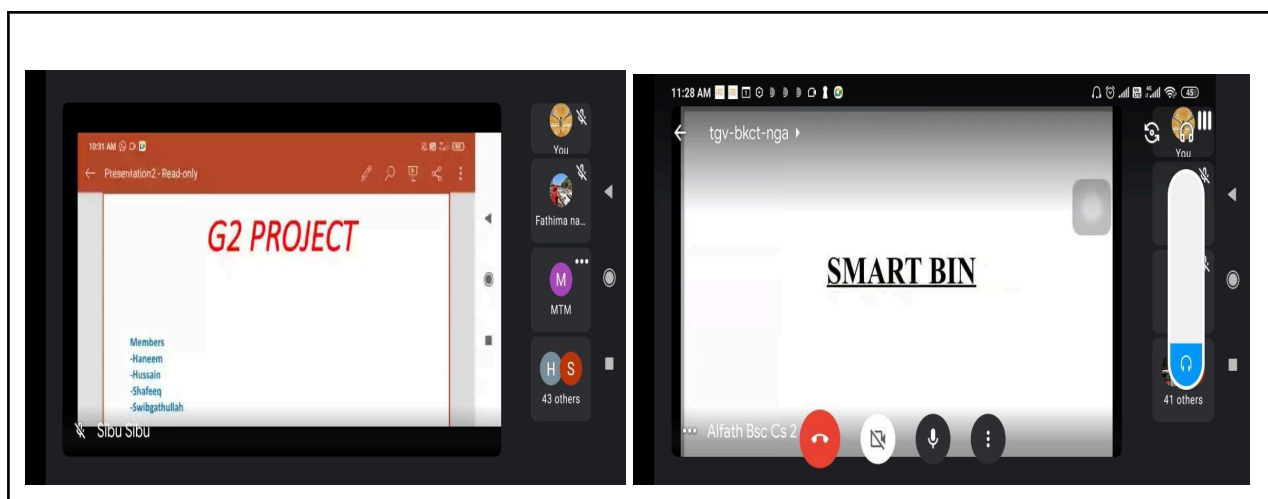 10:31 AM
Presentation2 - Read-only
G2 PROJECT
Members
-Haneem
-Hussain
-Shafeeq
-Swibgathullah
Sibu Sibu
You
Fathima na...
M
MTM
H S
43 others
11:28 AM
45
tgv-bkct-nga
SMART BIN
Alfath Bsc Cs 2
You
41 others